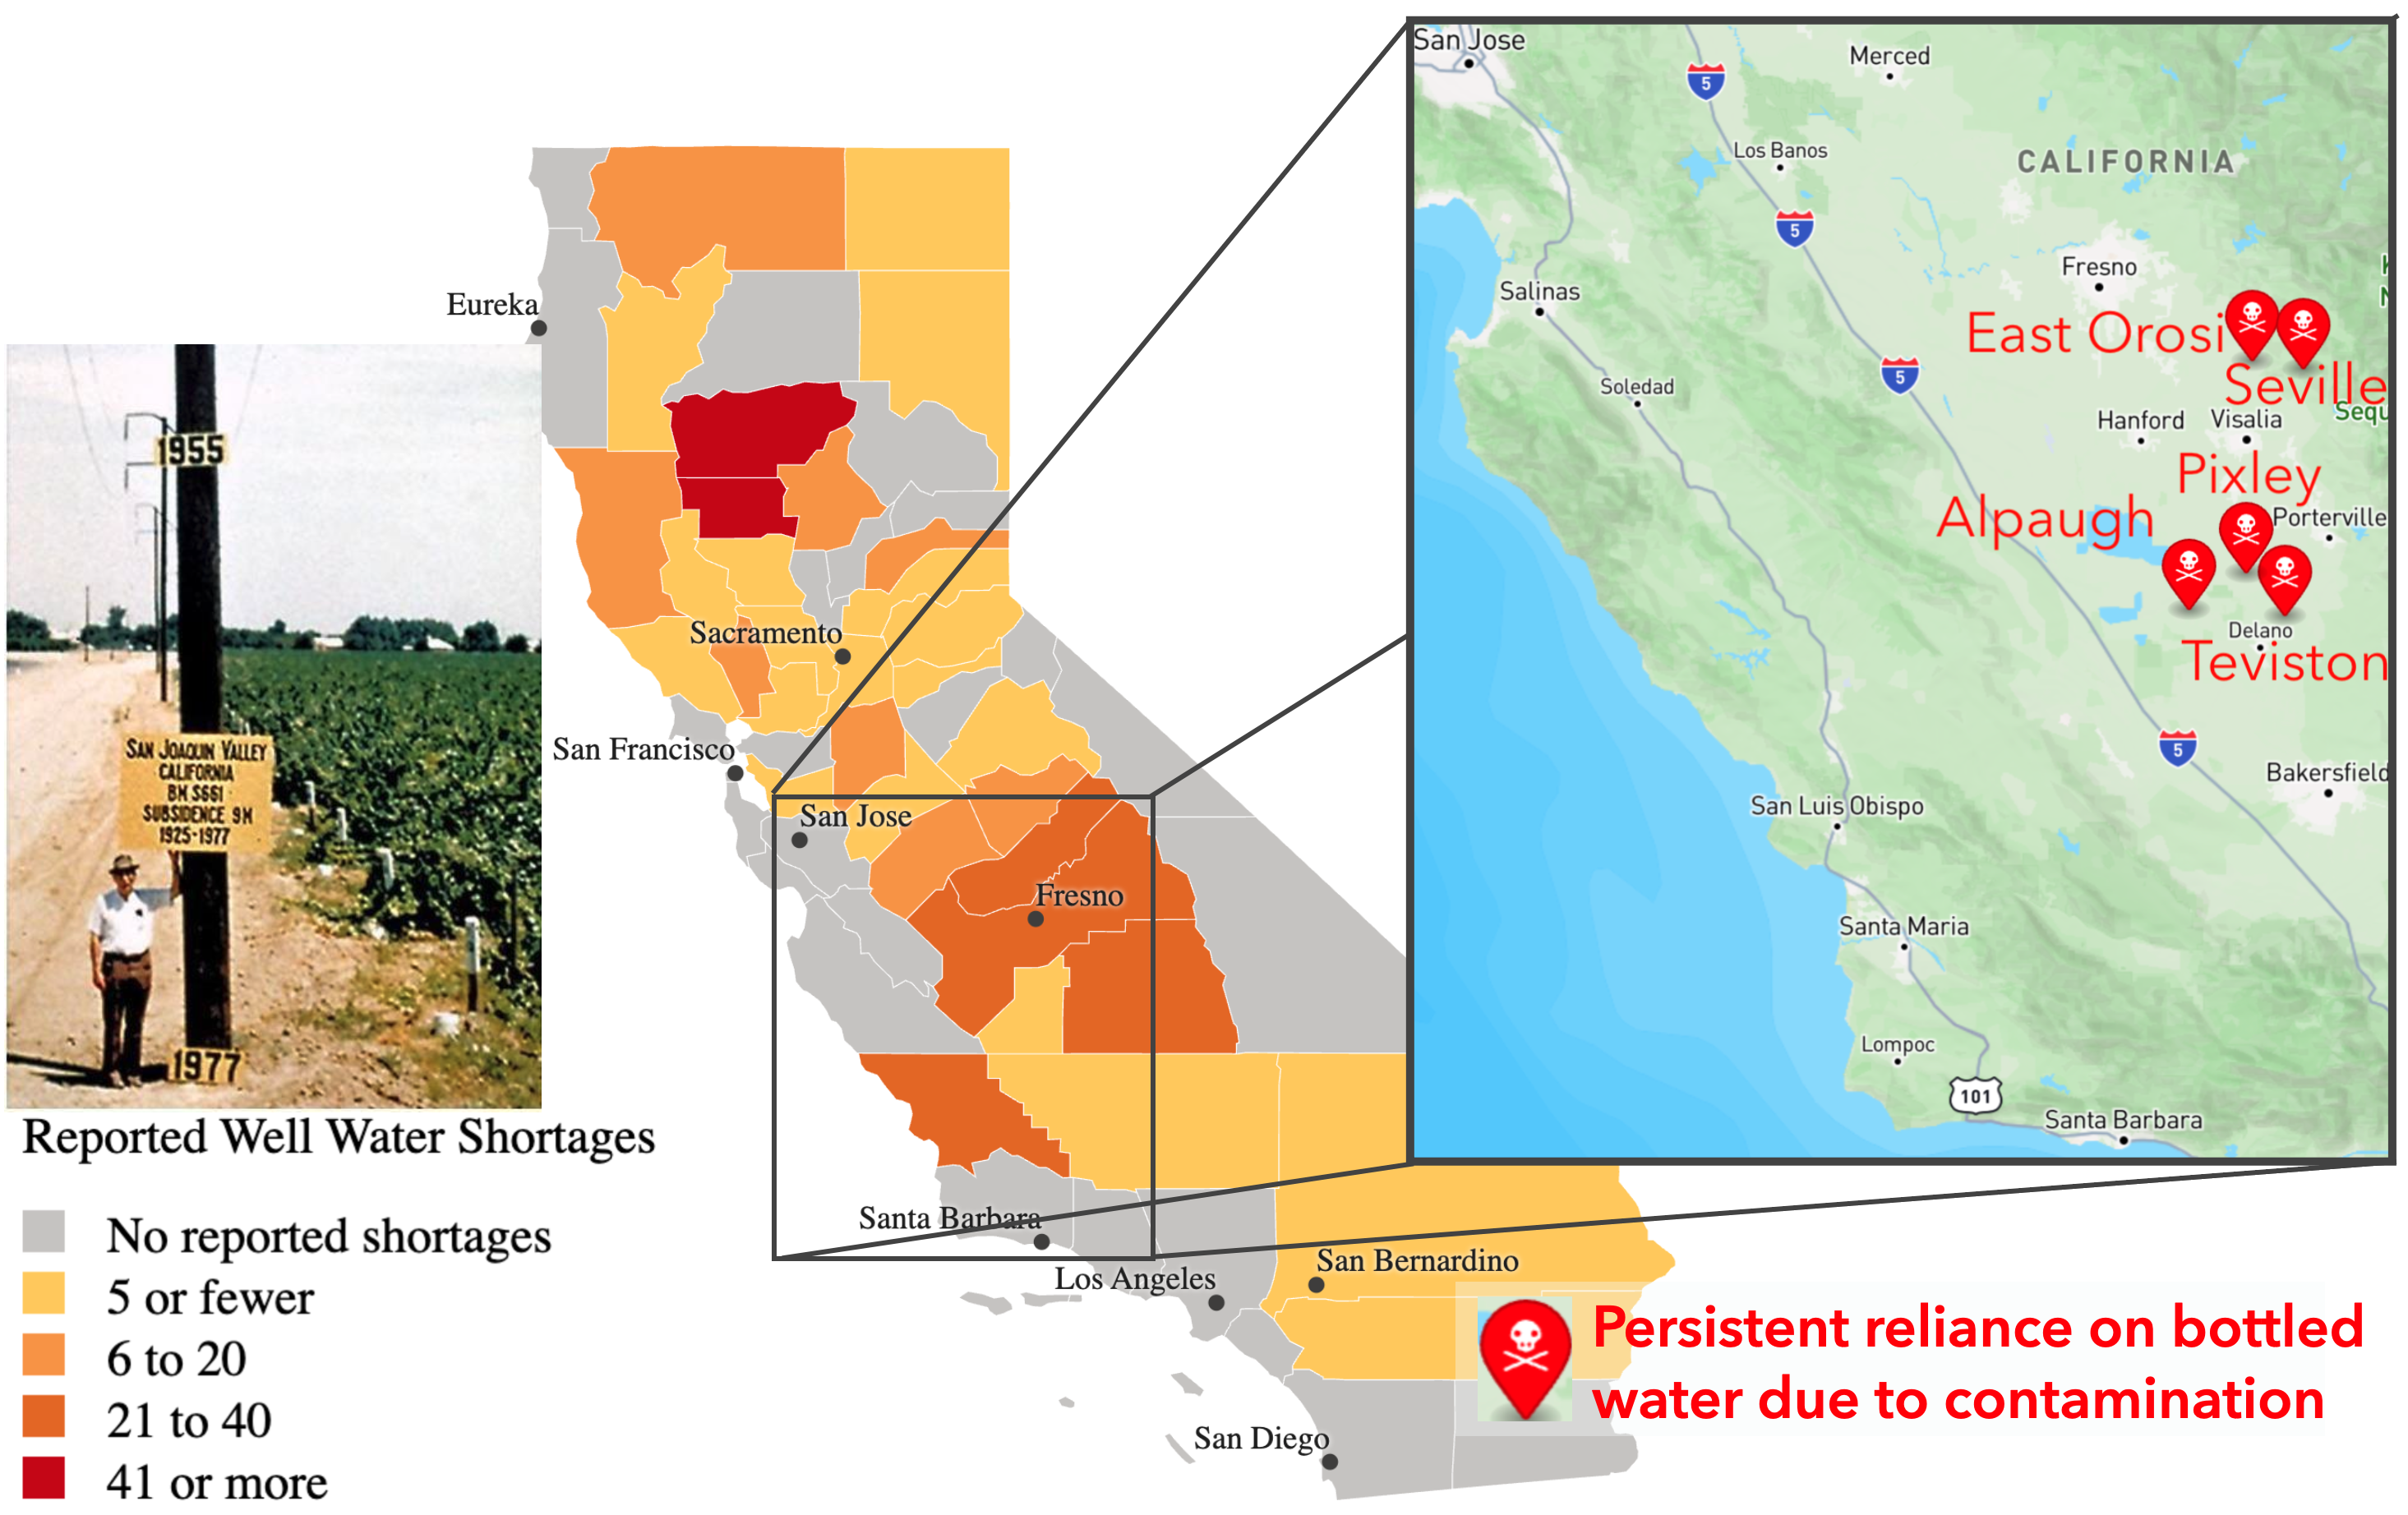 1955
SAN JOAQUIN VALLEY
CALIFORNIA
BM S661
SUBSIDENCE 9M
1925-1977
1977
Reported Well Water Shortages
No reported shortages
5 or fewer
6 to 20
21 to 40
41 or more
Eureka
Sacramento
San Francisco
San Jose
Fresno
Santa Barbara
Los Angeles
San Bernardino
San Diego
San Jose
Merced
5
Los Banos
CALIFORNIA
5
Fresno
Salinas
East Orosi
5
Soledad
Seville
Sequ
Hanford
Visalia
Pixley
Alpaugh
Porterville
Delano
Teviston
5
Bakersfield
San Luis Obispo
Santa Maria
Lompoc
101
Santa Barbara
Persistent reliance on bottled
water due to contamination